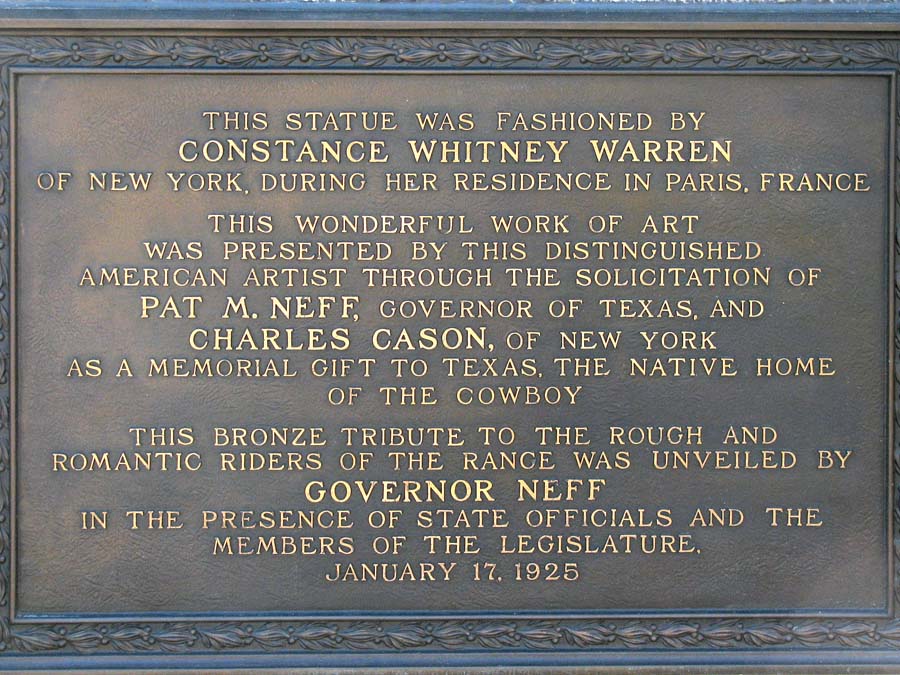 THIS STATUE WAS FASHIONED BY
CONSTANCE WHITNEY WARREN
OF NEW YORK, DURING HER RESIDENCE IN PARIS, FRANCE
THIS WONDERFUL WORK OF ART
WAS PRESENTED BY THIS DISTINGUISHED
AMERICAN ARTIST THROUGH THE SOLICITATION OF
PAT M. NEFF, GOVERNOR OF TEXAS, AND
CHARLES CASON, OF NEW YORK
AS A MEMORIAL GIFT TO TEXAS, THE NATIVE HOME
OF THE COWBOY
THIS BRONZE TRIBUTE TO THE ROUGH AND
ROMANTIC RIDERS OF THE RANGE WAS UNVEILED BY
GOVERNOR NEFF
IN THE PRESENCE OF STATE OFFICIALS AND THE
MEMBERS OF THE LEGISLATURE,
JANUARY 17, 1925